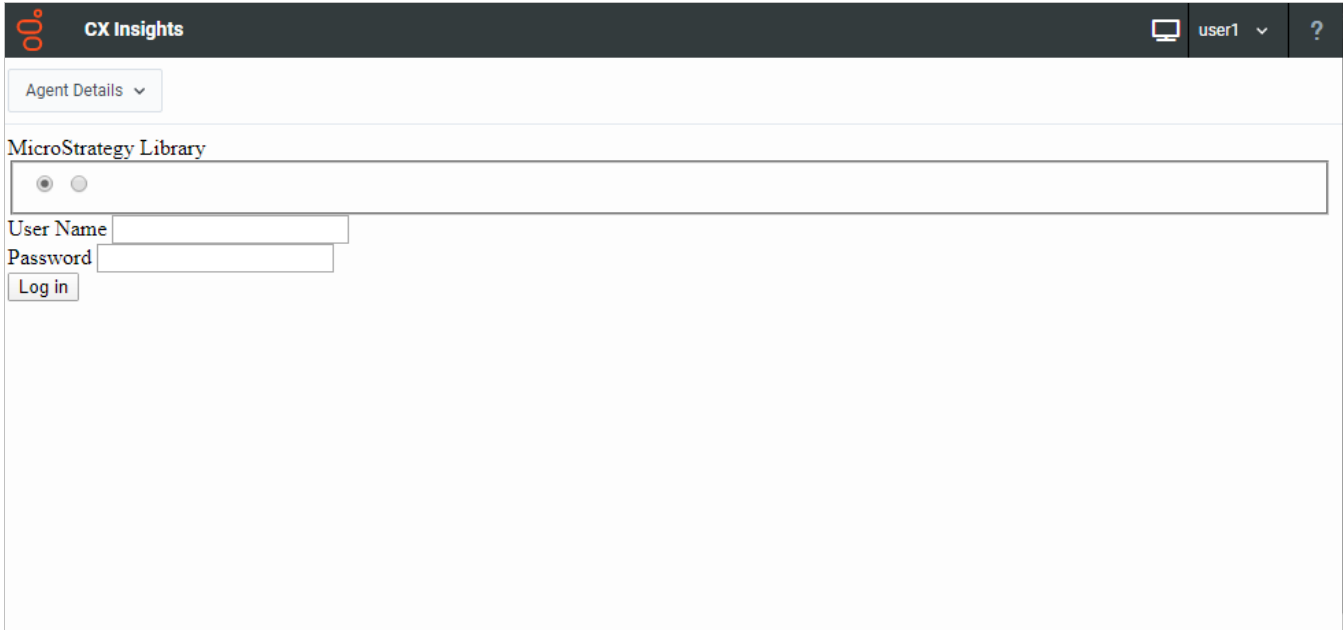 CX Insights user1 ?
Agent Details
MicroStrategy Library
User Name
Password
Log in